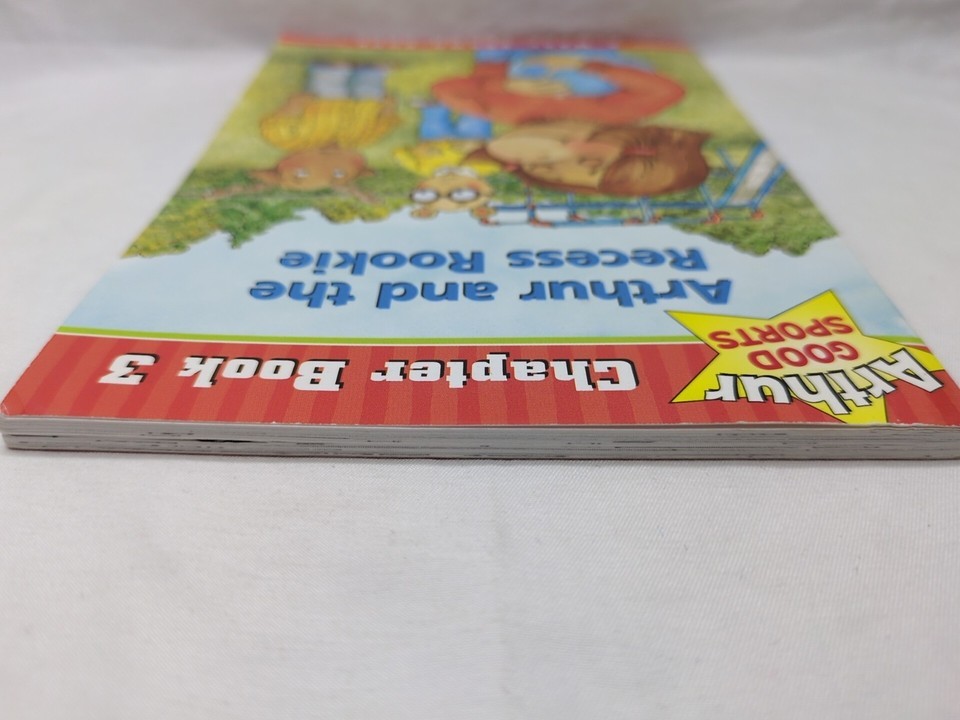 Arthur
GOOD
SPORTS
Chapter Book 3
Arthur and the
Recess Rookie